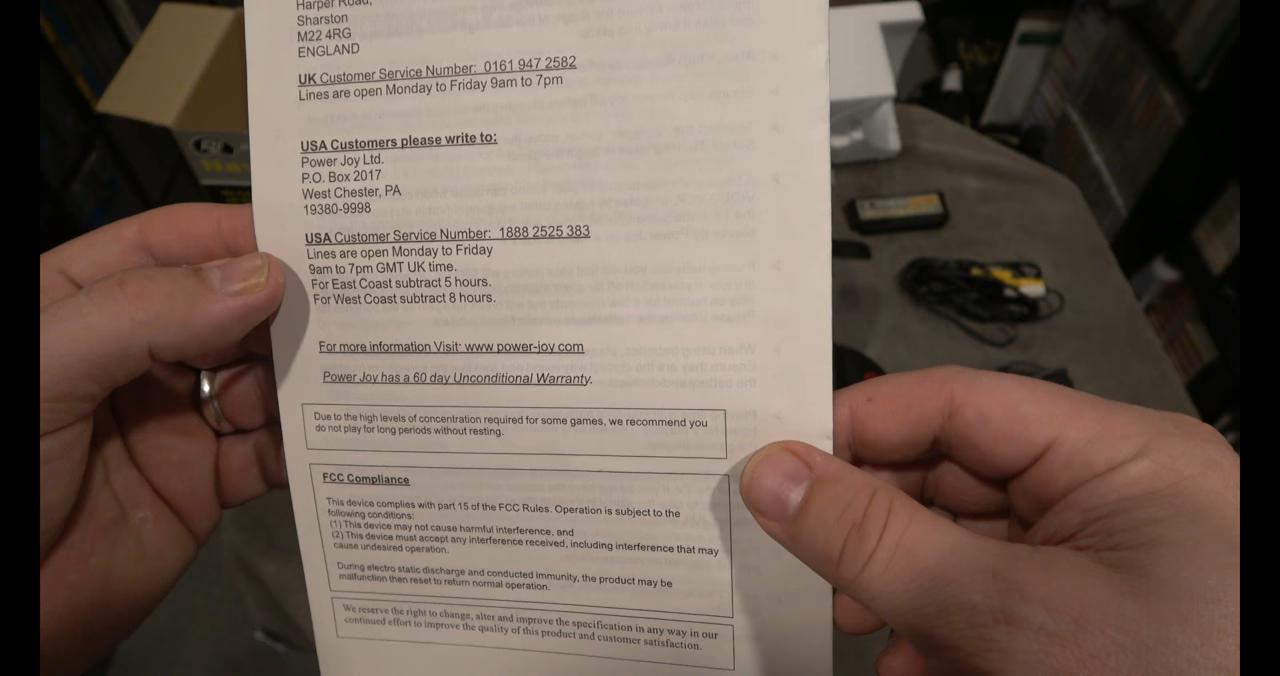 Harper Road,
Sharston
M22 4RG
ENGLAND
UK Customer Service Number: 0161 947 2582
Lines are open Monday to Friday 9am to 7pm
USA Customers please write to:
Power Joy Ltd.
P.O. Box 2017
West Chester, PA
19380-9998
USA Customer Service Number: 1888 2525 383
Lines are open Monday to Friday
9am to 7pm GMT UK time.
For East Coast subtract 5 hours.
For West Coast subtract 8 hours.
For more information Visit: www power-joy com
Power Joy has a 60 day Unconditional Warranty.
Due to the high levels of concentration required for some games, we recommend you
do not play for long periods without resting.
FCC Compliance
This device complies with part 15 of the FCC Rules. Operation is subject to the
following conditions:
(1) This device may not cause harmful interference, and
(2) This device must accept any interference received, including interference that may
cause undesired operation.
During electro static discharge and conducted immunity, the product may be
malfunction then reset to return normal operation.
We reserve the right to change, alter and improve the specification in any way in our
continued effort to improve the quality of this product and customer satisfaction.